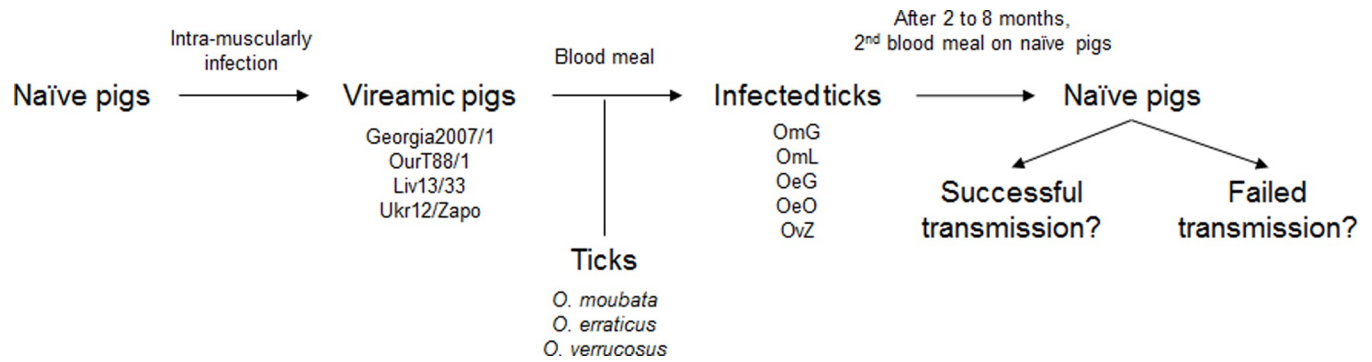 Intra-muscularly
infection
Blood meal
After 2 to 8 months,
2nd blood meal on naïve pigs
Naïve pigs
Vireamic pigs
Infected ticks
Naïve pigs
Georgia2007/1
OurT88/1
Liv13/33
Ukr12/Zapo
OmG
OmL
OeG
OeO
OvZ
Successful
transmission?
Failed
transmission?
Ticks
O. moubata
O. erraticus
O. verrucosus